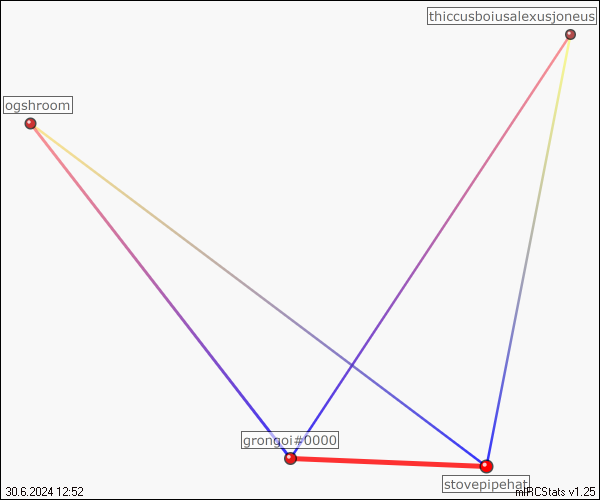 thiccusboiusalexusjoneus
ogshroom
grongoi#0000
stovepipehat
30.6.2024 12:52
mIRCStats v1.25